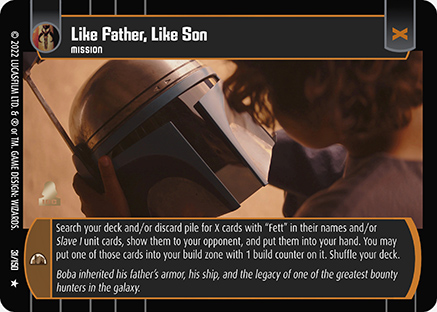 Like Father, Like Son
MISSION
X
Search your deck and/or discard pile for X cards with "Fett" in their names and/or
Slave I unit cards, show them to your opponent, and put them into your hand. You may
put one of those cards into your build zone with 1 build counter on it. Shuffle your deck.
Boba inherited his father's armor, his ship, and the legacy of one of the greatest bounty
hunters in the galaxy.
© 2022 LUCASFILM LTD. & ® or TM. GAME DESIGN: WIZARDS.